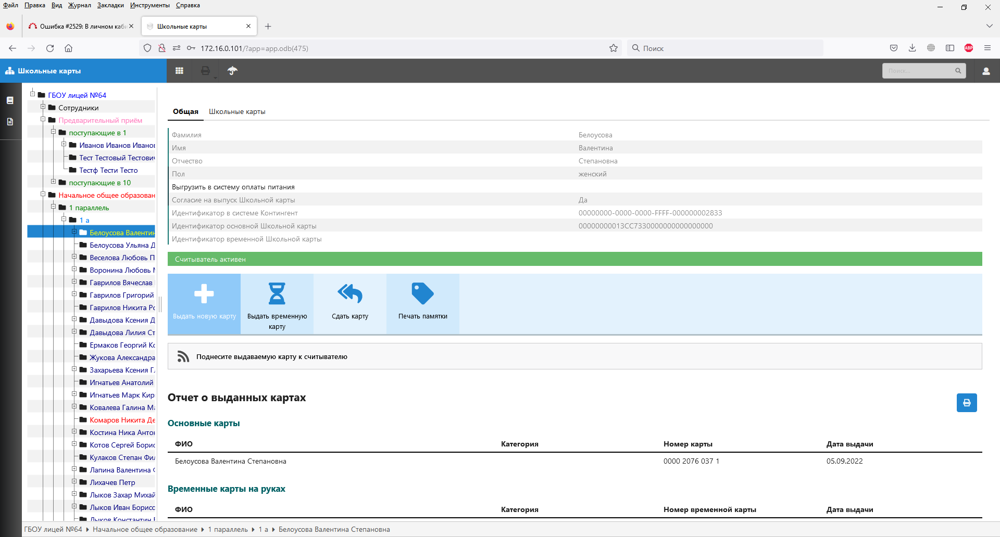 Файл Правка Вид Журнал Закладки Инструменты Справка
Ошибка #2529: В личном каби
Школьные карты
172.16.0.101/?app=app.odb(475)
Поиск
ABP
Школьные карты
Поиск...
ГБОУ лицей №64
Сотрудники
Предварительный приём
поступающие в 1
Иванов Иванов Иванов
Тест Тестовый Тестович
Тестф Тести Тесто
поступающие в 10
Начальное общее образован
1 параллель
1 а
Белоусова Валентин
Белоусова Ульяна Д
Веселова Любовь П
Воронина Любовь М
Гаврилов Вячеслав
Гаврилов Григорий
Гаврилов Никита Ро
Давыдова Ксения Д
Давыдова Лилия Ст
Ермаков Георгий Ко
Жукова Александра
Захарьева Ксения Гл
Игнатьев Анатолий
Игнатьев Марк Кир
Ковалева Галина Ма
Комаров Никита Де
Костина Ника Антон
Котов Сергей Борис
Кулаков Степан Фил
Лапина Валентина
Лихачев Петр
Лыков Захар Михай
Лыков Иван Борисо
Лыков Константин
Общая Школьные карты
Фамилия Белоусова
Имя Валентина
Отчество Степановна
Пол женский
Выгрузить в систему оплаты питания
Согласие на выпуск Школьной карты Да
Идентификатор в системе Контингент 00000000-0000-0000-FFFF-000000002833
Идентификатор основной Школьной карты 00000000013CC7330000000000000000
Идентификатор временной Школьной карты
Считыватель активен
Выдать новую карту
Выдать временную
карту
Сдать карту
Печать памятки
Поднесите выдаваемую карту к считывателю
Отчет о выданных картах
Основные карты
ФИО Категория Номер карты Дата выдачи
Белоусова Валентина Степановна 0000 2076 037 1 05.09.2022
Временные карты на руках
ФИО Категория Номер временной карты Дата выдачи
ГБОУ лицей №64 Начальное общее образование 1 параллель 1 а Белоусова Валентина Степановна